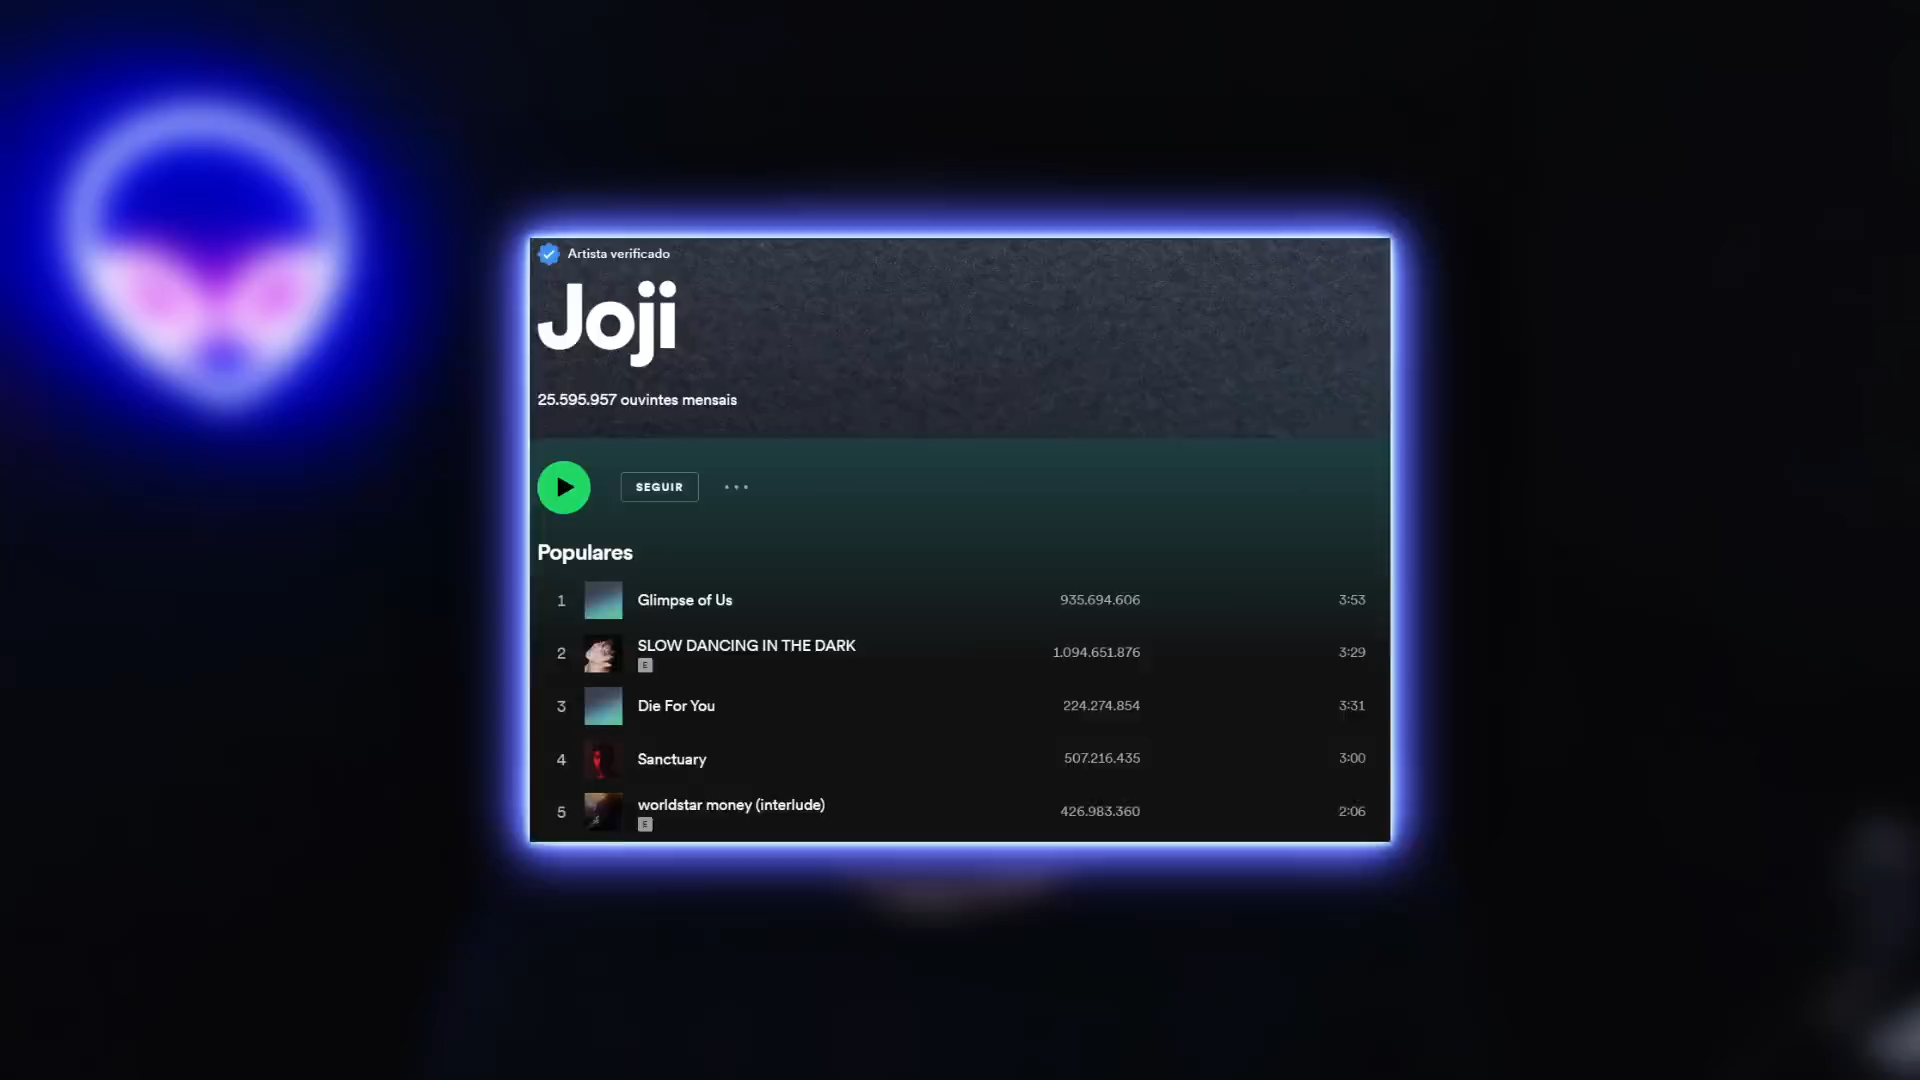 Artista verificado
Joji
25.595.957 ouvintes mensais
SEGUIR
Populares
1 Glimpse of Us 935.694.606 3:53
2 SLOW DANCING IN THE DARK 1.094.651.876 3:29
E
3 Die For You 224.274.854 3:31
4 Sanctuary 507.216.435 3:00
5 worldstar money (interlude) 426.983.360 2:06
E